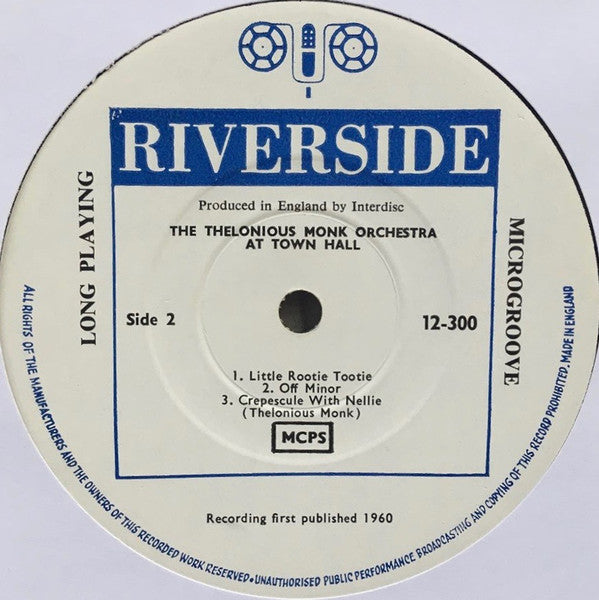 RIVERSIDE
Produced in England by Interdisc
THE THELONIOUS MONK ORCHESTRA
AT TOWN HALL
LONG PLAYING
MICROGROOVE
Side 2
12-300
1. Little Rootie Tootie
2. Off Minor
3. Crepescule With Nellie
(Thelonious Monk)
MCPS
Recording first published 1960
ALL RIGHTS OF THE MANUFACTURERS AND THE OWNERS OF THIS RECORDED WORK RESERVED•UNAUTHORISED PUBLIC PERFORMANCE BROADCASTING AND COPYING OF THIS RECORD PROHIBITED. MADE IN ENGLAND